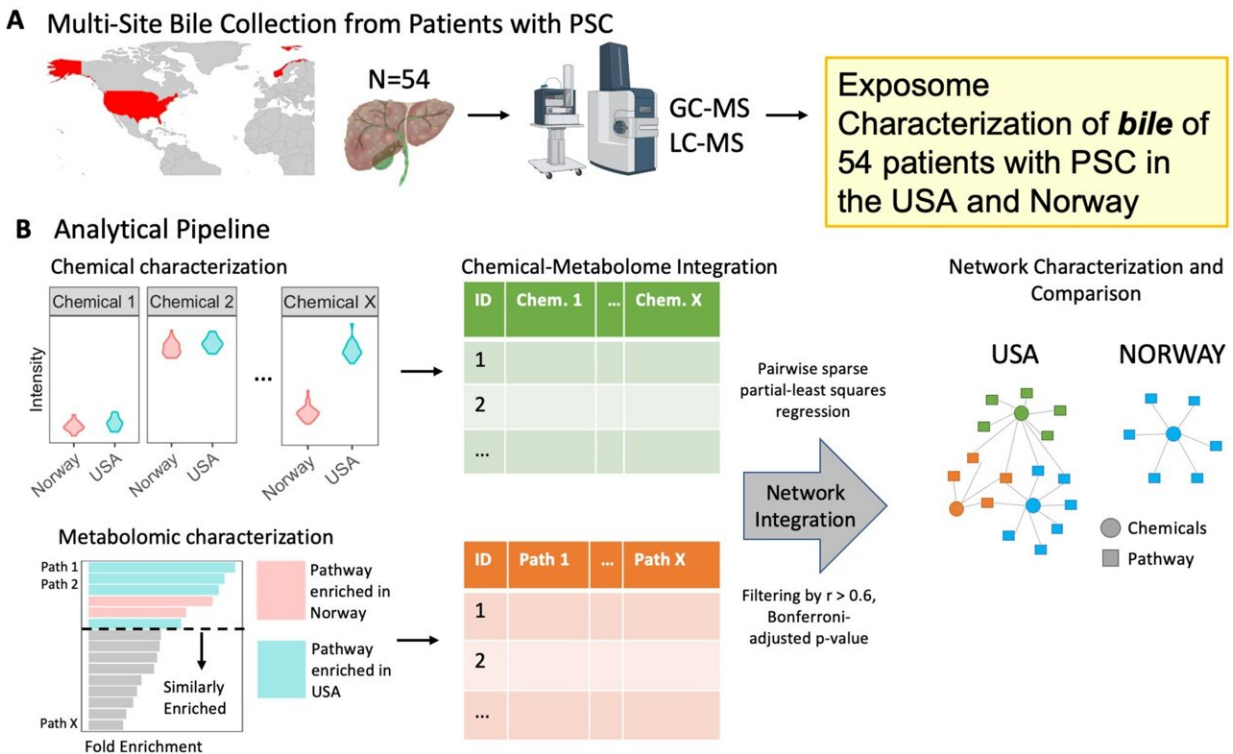 A Multi-Site Bile Collection from Patients with PSC
N=54
GC-MS
LC-MS
Exposome
Characterization of bile of
54 patients with PSC in
the USA and Norway
B Analytical Pipeline
Chemical characterization
Chemical 1
Chemical 2
...
Chemical X
Intensity
Norway
USA
Norway
USA
Norway
USA
Chemical-Metabolome Integration
ID Chem. 1 ... Chem. X
1
2
...
Pairwise sparse
partial-least squares
regression
Network
Integration
Filtering by r > 0.6,
Bonferroni-
adjusted p-value
Network Characterization and
Comparison
USA
NORWAY
Chemicals
Pathway
Metabolomic characterization
Path 1
Path 2
Path X
Similarly
Enriched
Fold Enrichment
Pathway
enriched in
Norway
Pathway
enriched in
USA
ID Path 1 ... Path X
1
2
...